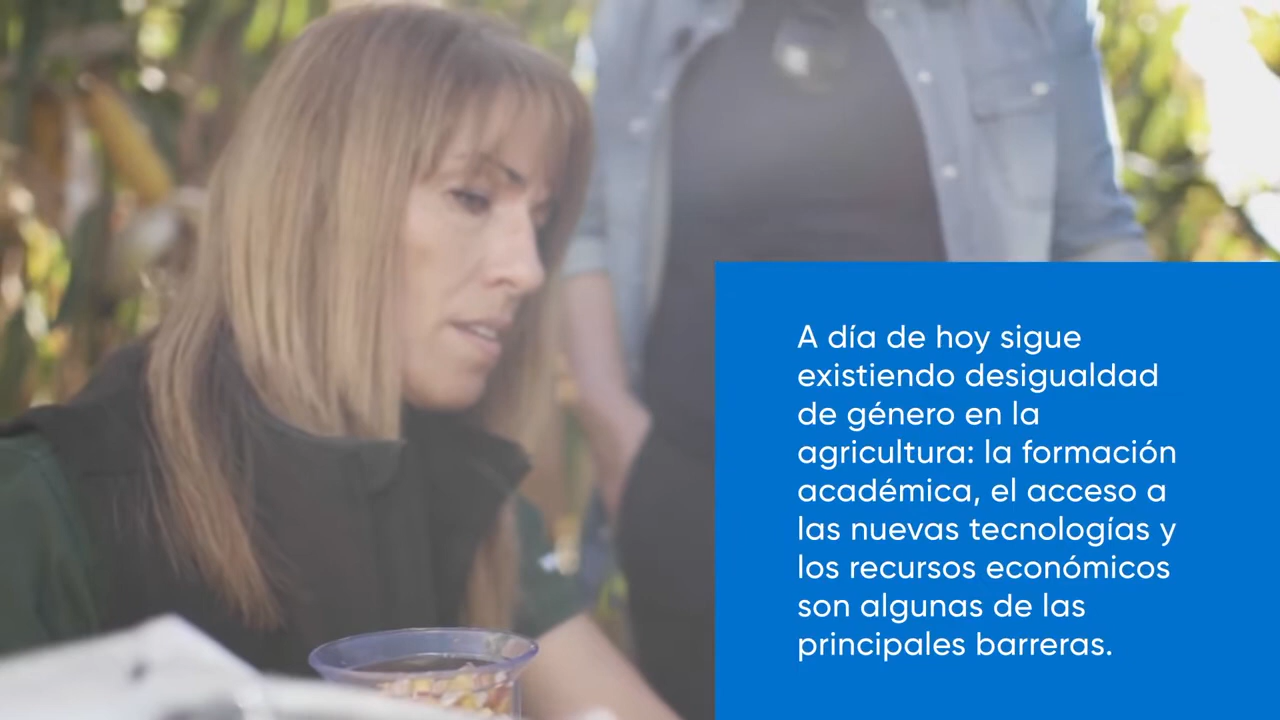 A día de hoy sigue
existiendo desigualdad
de género en la
agricultura: la formación
académica, el acceso a
las nuevas tecnologías y
los recursos económicos
son algunas de las
principales barreras.